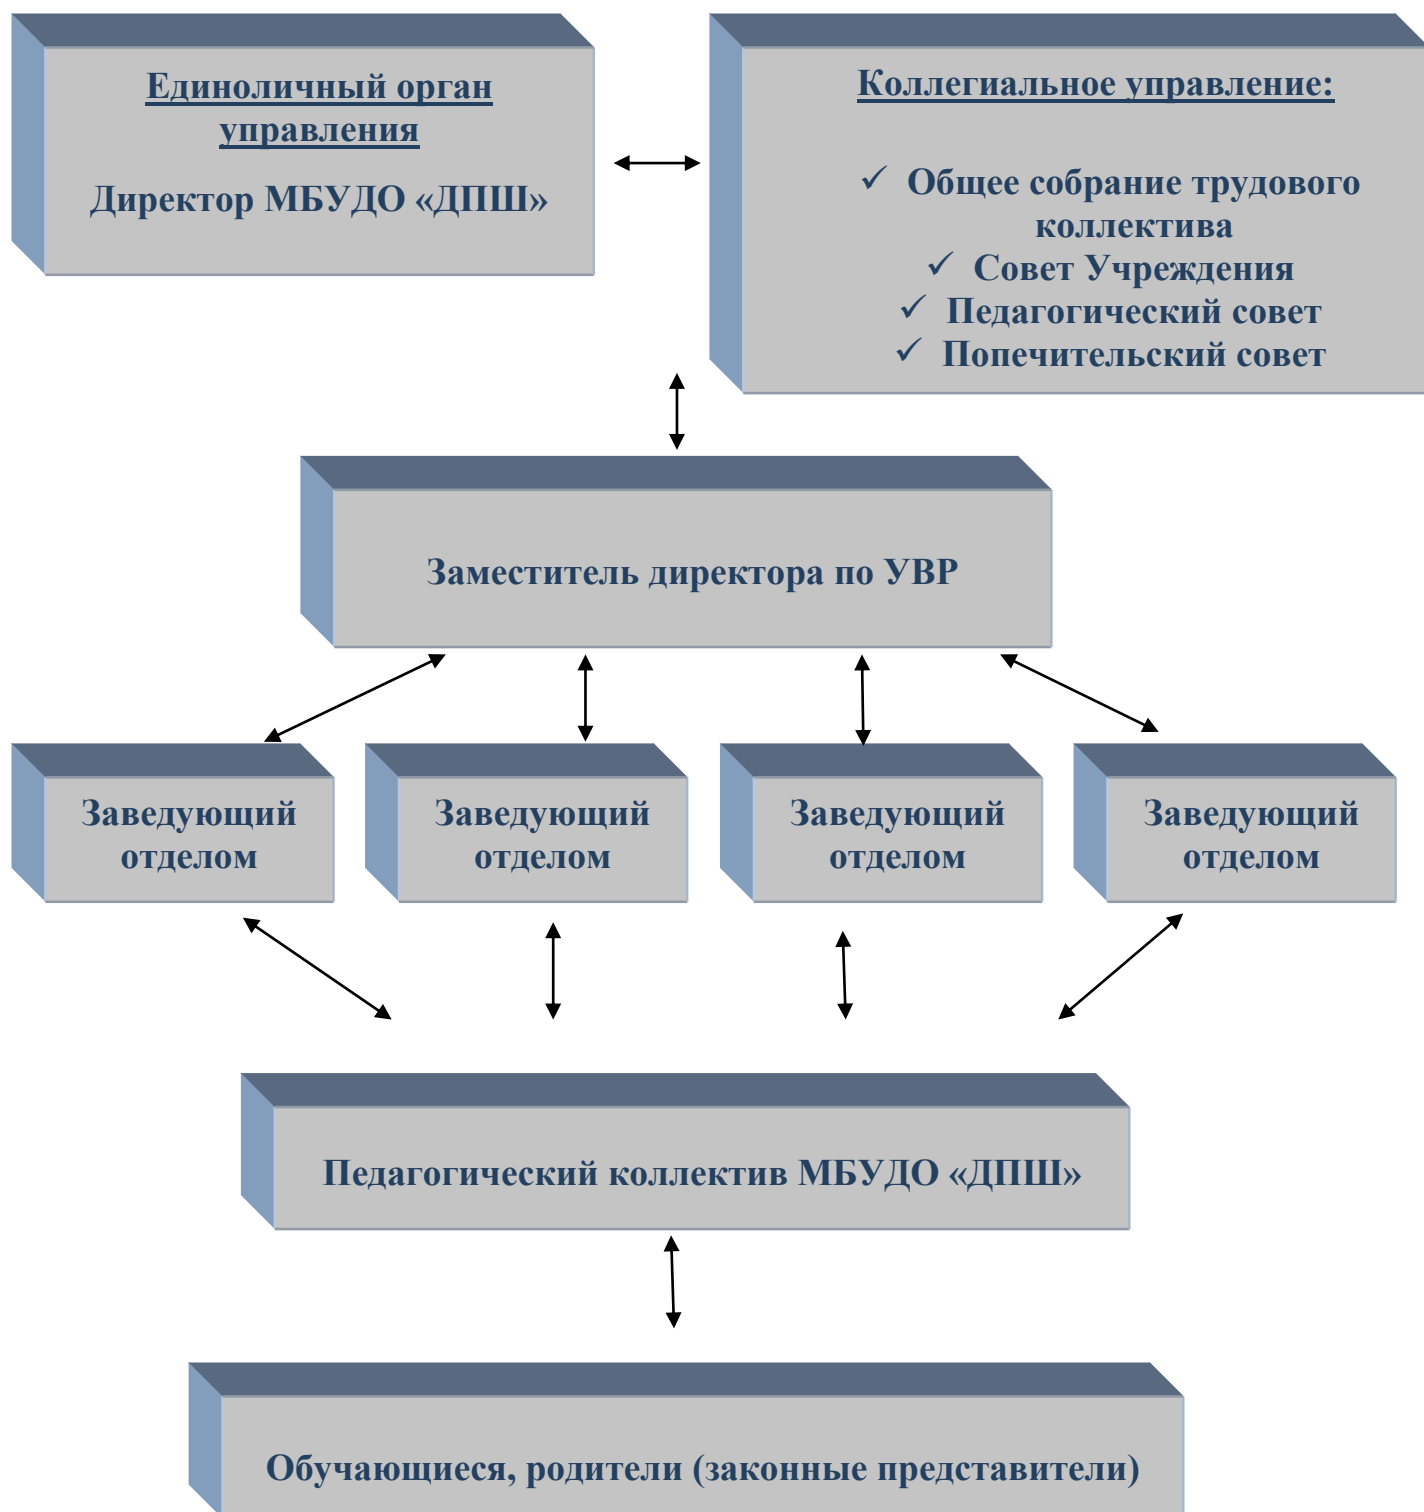 Единоличный орган
управления
Директор МБУДО «ДПШ»
Коллегиальное управление:
✓ Общее собрание трудового
коллектива
✓ Совет Учреждения
✓ Педагогический совет
✓ Попечительский совет
Заместитель директора по УВР
Заведующий
отделом
Заведующий
отделом
Заведующий
отделом
Заведующий
отделом
Педагогический коллектив МБУДО «ДПШ»
Обучающиеся, родители (законные представители)